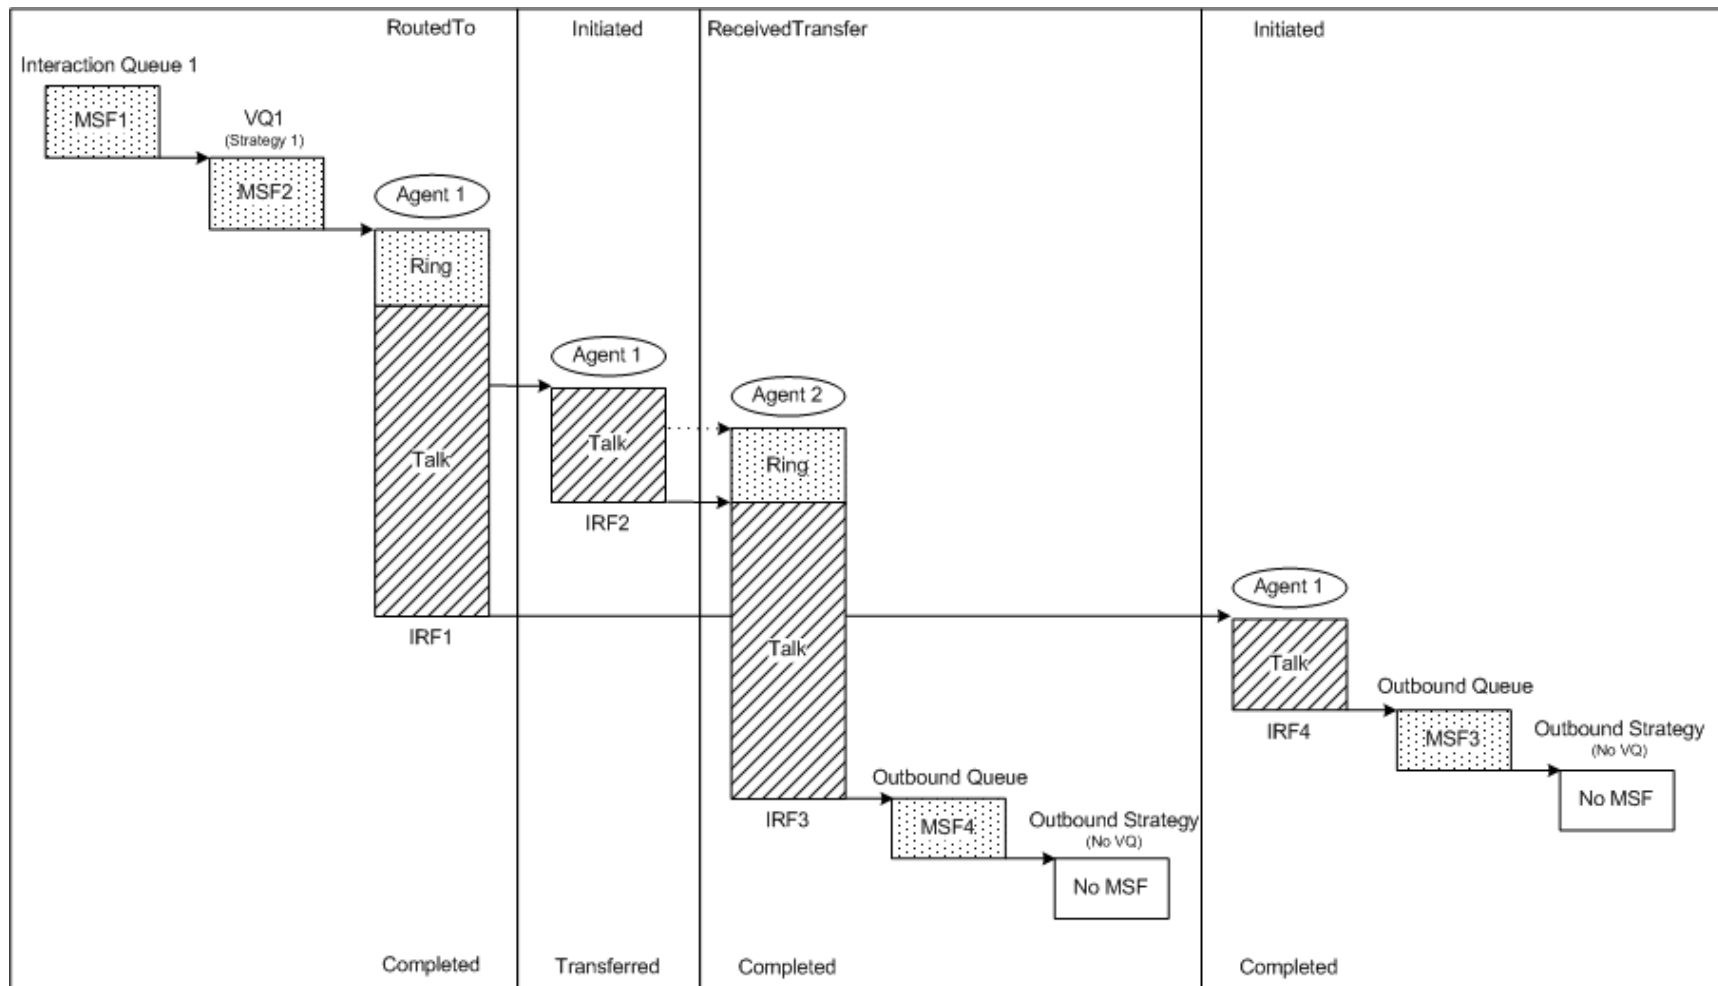 RoutedTo
Initiated
ReceivedTransfer
Initiated
Interaction Queue 1
MSF1
VQ1
(Strategy 1)
MSF2
Agent 1
Ring
Talk
IRF1
Agent 1
Talk
IRF2
Agent 2
Ring
Talk
IRF3
Outbound Queue
MSF4
Outbound Strategy
(No VQ)
No MSF
Agent 1
Talk
IRF4
Outbound Queue
MSF3
Outbound Strategy
(No VQ)
No MSF
Completed
Transferred
Completed
Completed